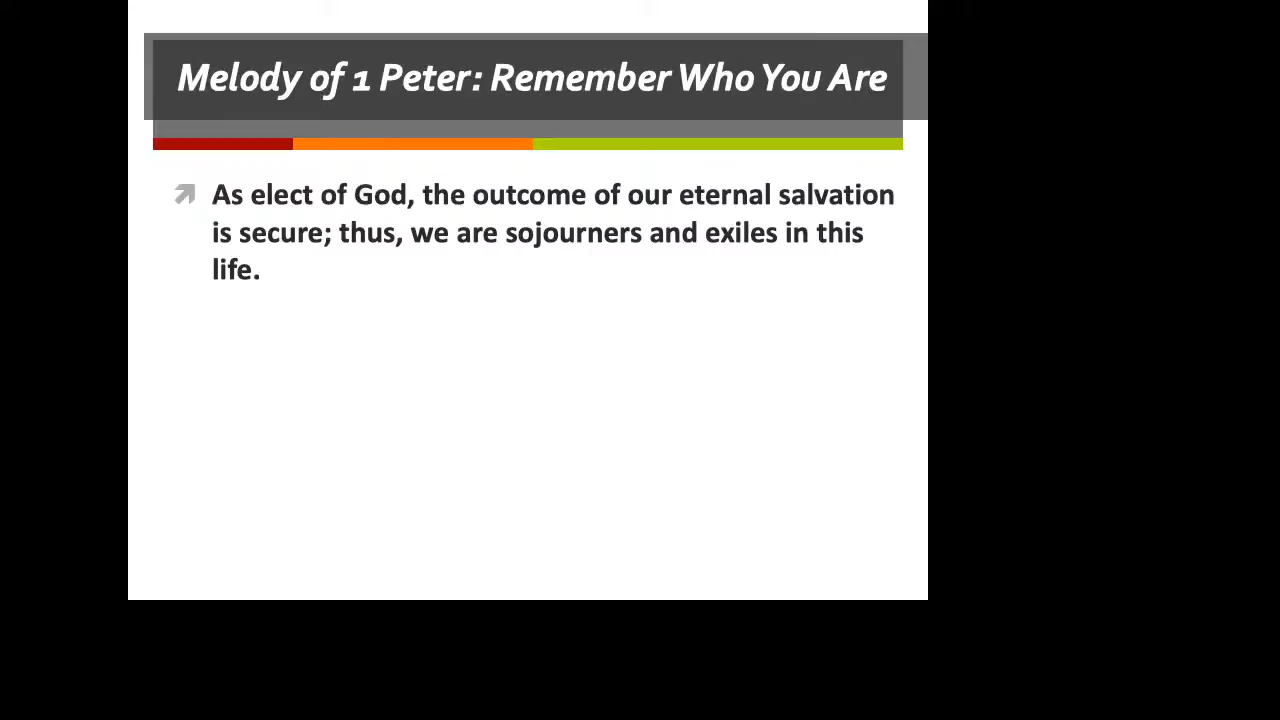 Melody of 1 Peter: Remember Who You Are
As elect of God, the outcome of our eternal salvation
is secure; thus, we are sojourners and exiles in this
life.